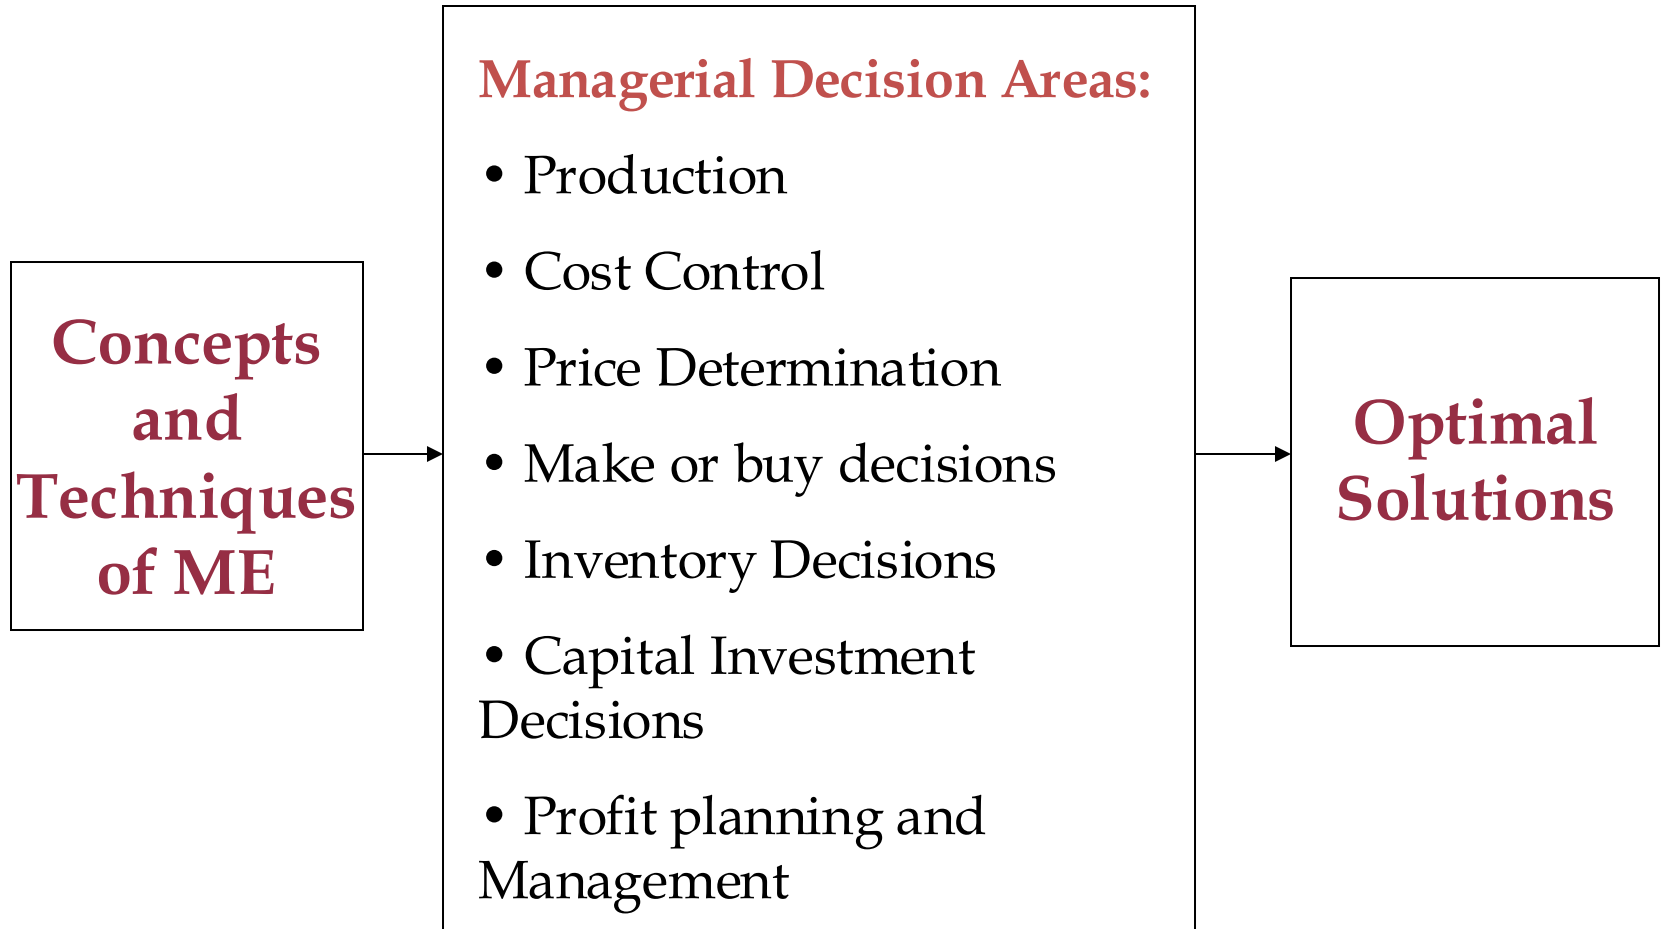 Concepts
and
Techniques
of ME
Managerial Decision Areas:
• Production
• Cost Control
• Price Determination
• Make or buy decisions
• Inventory Decisions
• Capital Investment
Decisions
• Profit planning and
Management
Optimal
Solutions